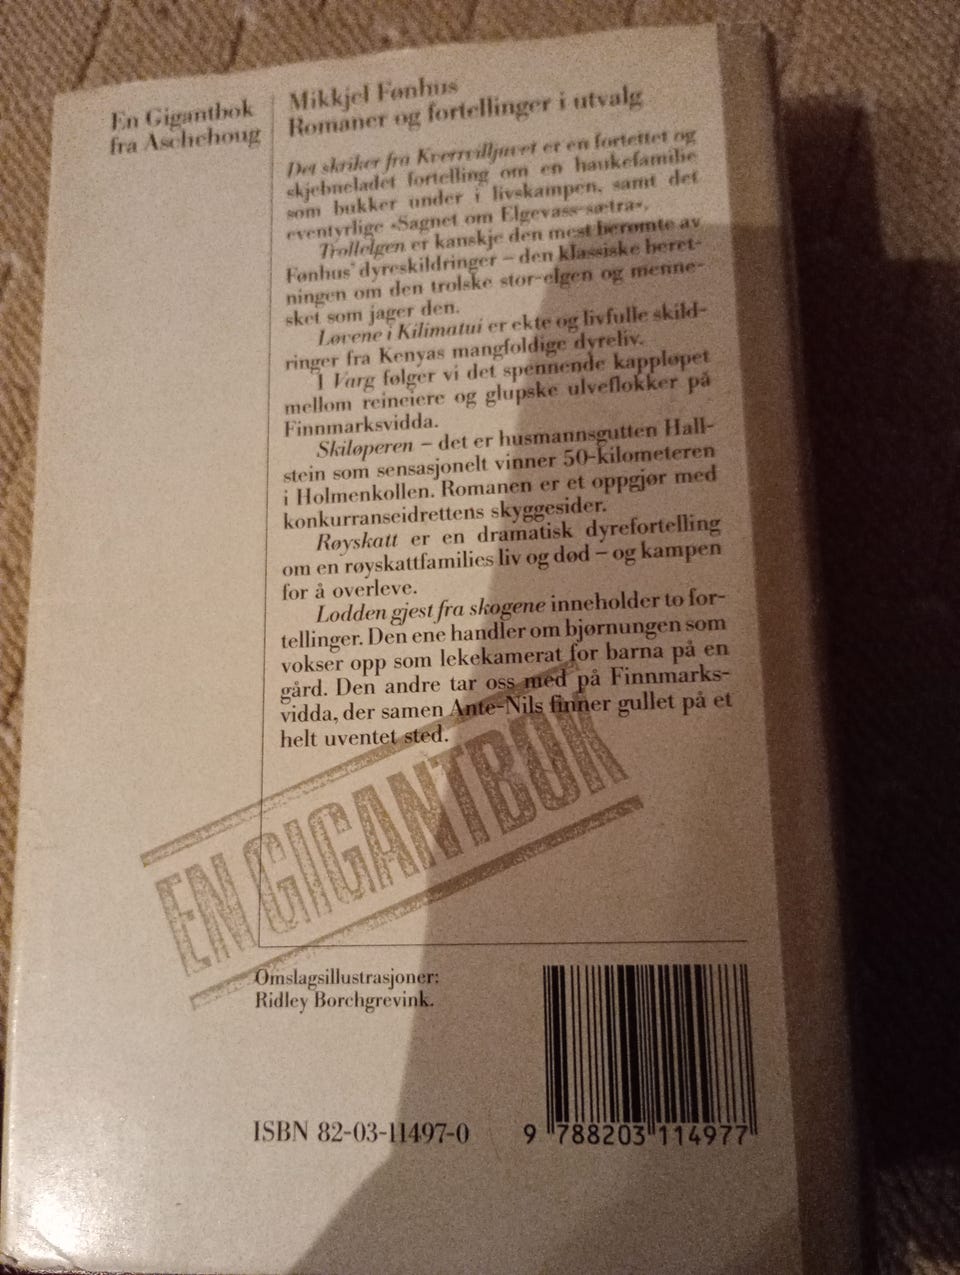 En Gigantbok
fra Aschehoug
Mikkjel Fønhus
Romaner og fortellinger i utvalg
Det skriker fra Kverrvilljuvet er en fortettet og
skjebneladet fortelling om en haukefamilie
som bukker under i livskampen, samt det
eventyrlige «Sagnet om Elgevass-sætra».
Trollelgen er kanskje den mest berømte av
Fønhus' dyreskildringer – den klassiske beret-
ningen om den trolske stor-elgen og menne-
sket som jager den.
Løvene i Kilimatui er ekte og livfulle skild-
ringer fra Kenyas mangfoldige dyreliv.
I Varg følger vi det spennende kappløpet
mellom reineiere og glupske ulveflokker på
Finnmarksvidda.
Skiløperen – det er husmannsgutten Hall-
stein som sensasjonelt vinner 50-kilometeren
i Holmenkollen. Romanen er et oppgjør med
konkurranseidrettens skyggesider.
Røyskatt er en dramatisk dyrefortelling
om en røyskattfamilies liv og død – og kampen
for å overleve.
Lodden gjest fra skogene inneholder to for-
tellinger. Den ene handler om bjørnungen som
vokser opp som lekekamerat for barna på en
gård. Den andre tar oss med på Finnmarks-
vidda, der samen Ante-Nils finner gullet på et
helt uventet sted.
EN GIGANTBOK
Omslagsillustrasjoner:
Ridley Borchgrevink.
ISBN 82-03-11497-0
9 788203 114977